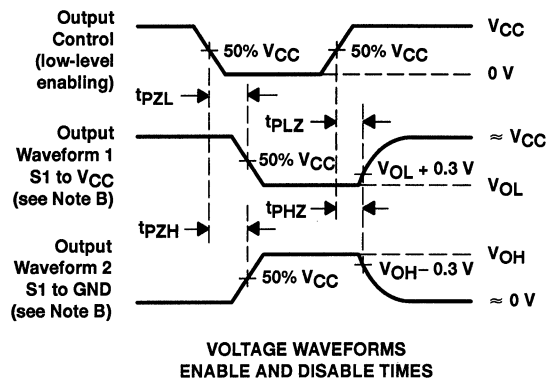 Output
Control
(low-level
enabling)
50% VCC
50% VCC
VCC
0 V
tPZL
tPLZ
Output
Waveform 1
S1 to VCC
(see Note B)
50% VCC
VOL + 0.3 V
≈ VCC
VOL
tPZH
tPHZ
Output
Waveform 2
S1 to GND
(see Note B)
50% VCC
VOH – 0.3 V
VOH
≈ 0 V
VOLTAGE WAVEFORMS
ENABLE AND DISABLE TIMES